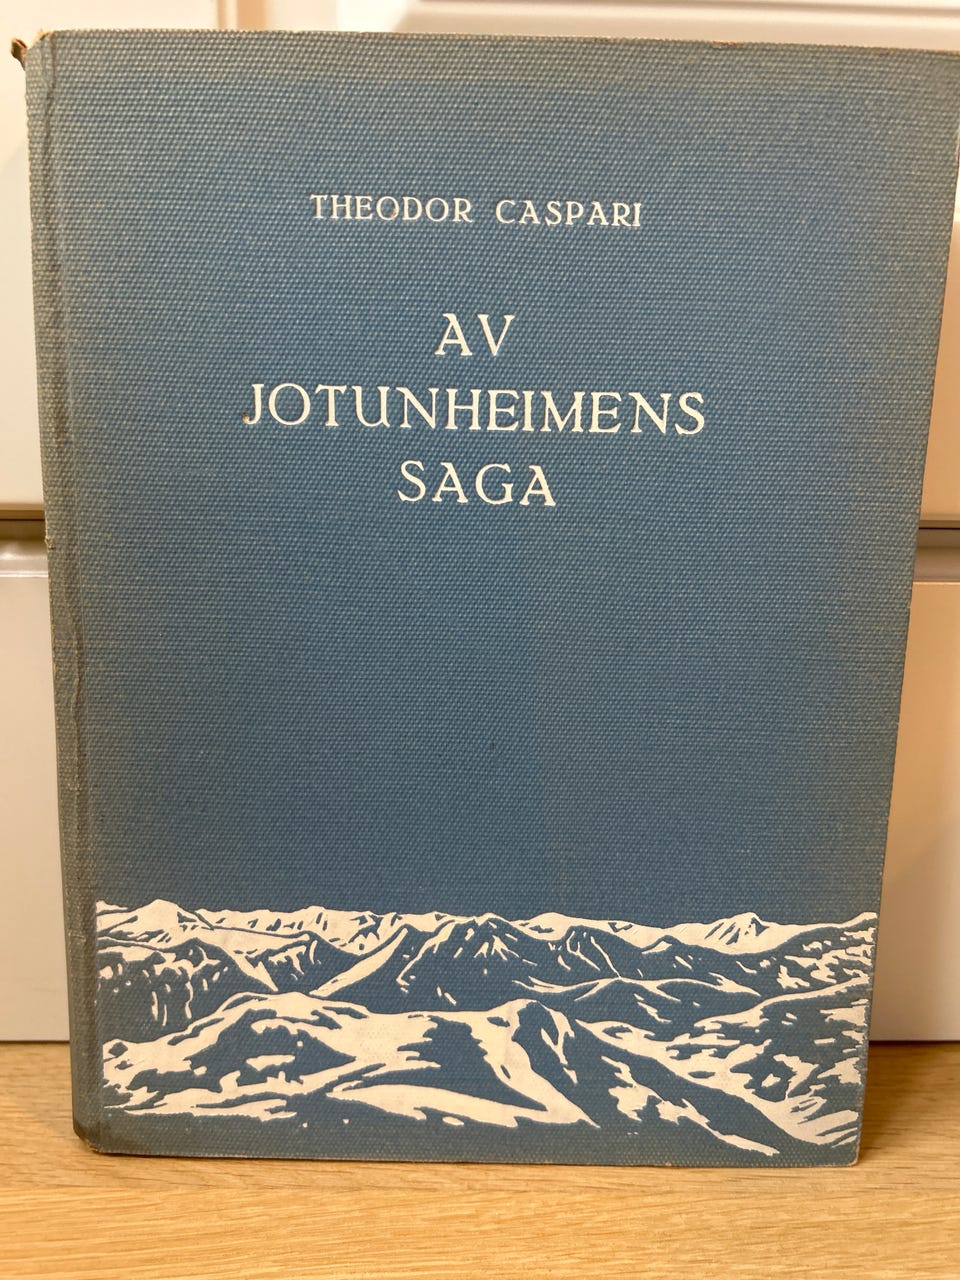 THEODOR CASPARI
AV
JOTUNHEIMENS
SAGA